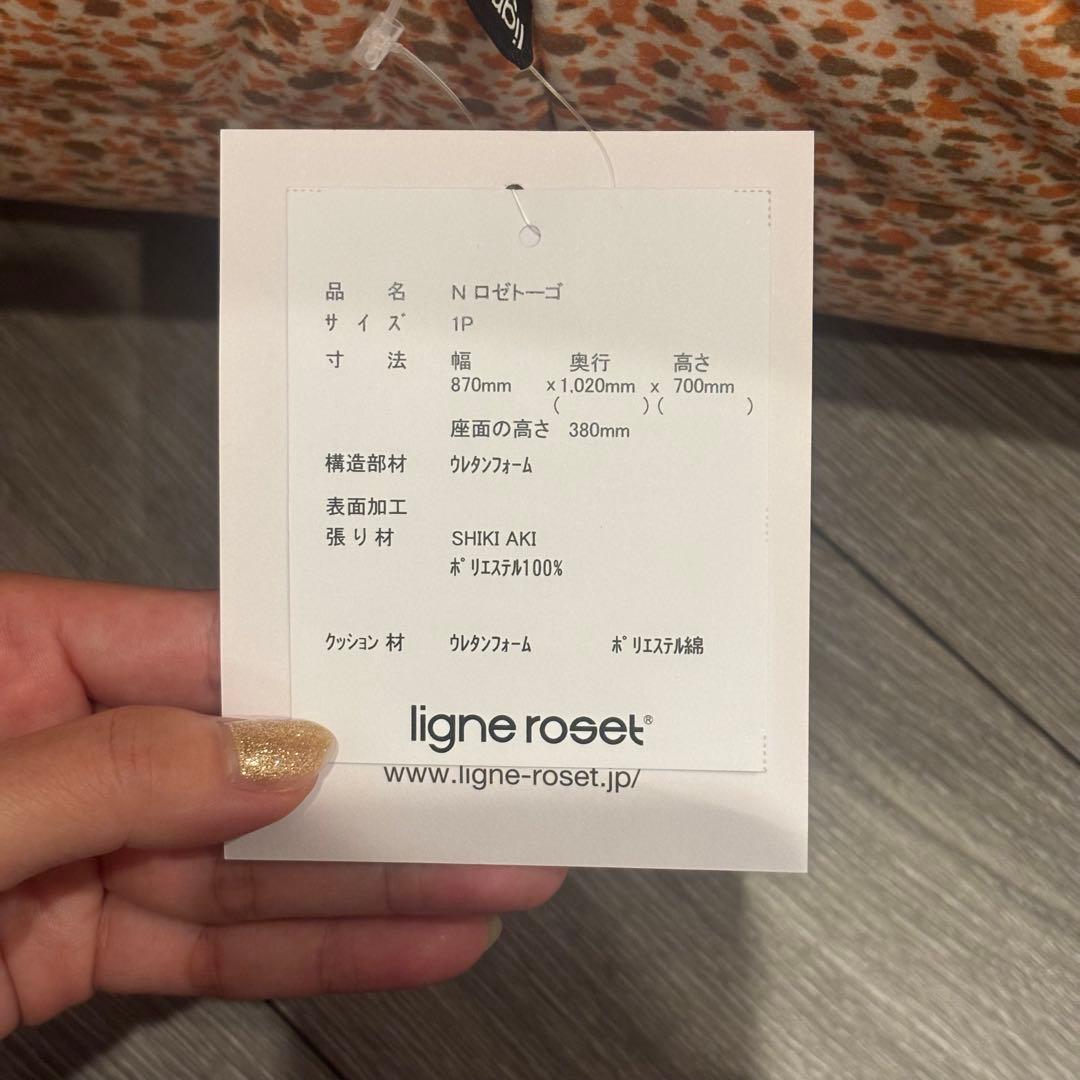 lign
品 名 N ロゼトーゴ
サ イ ズ 1P
寸 法 幅 奥行 高さ
870mm x 1,020mm x 700mm
( ) ( )
座面の高さ 380mm
構造部材 ウレタンフォーム
表面加工
張り材 SHIKI AKI
ポリエステル100%
クッション材 ウレタンフォーム ポリエステル綿
ligne roset®
www.ligne-roset.jp/